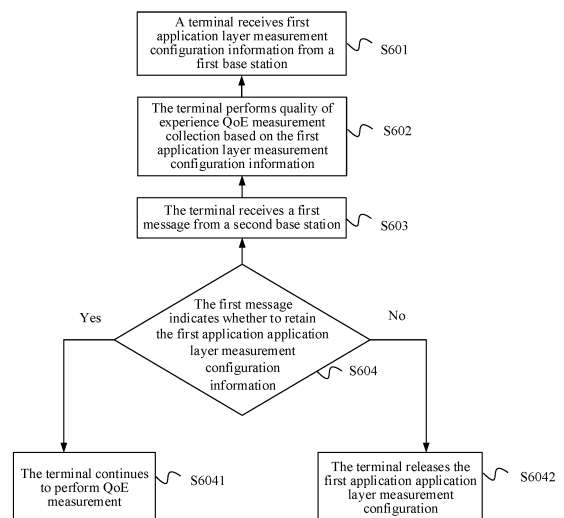 A terminal receives first
application layer measurement
configuration information from a
first base station
S601
The terminal performs quality of
experience QoE measurement
collection based on the first
application layer measurement
configuration information
S602
The terminal receives a first
message from a second base station
S603
The first message
indicates whether to retain
the first application application
layer measurement
configuration
information
S604
Yes
No
The terminal continues
to perform QoE
measurement
S6041
The terminal releases the
first application application
layer measurement
configuration
S6042